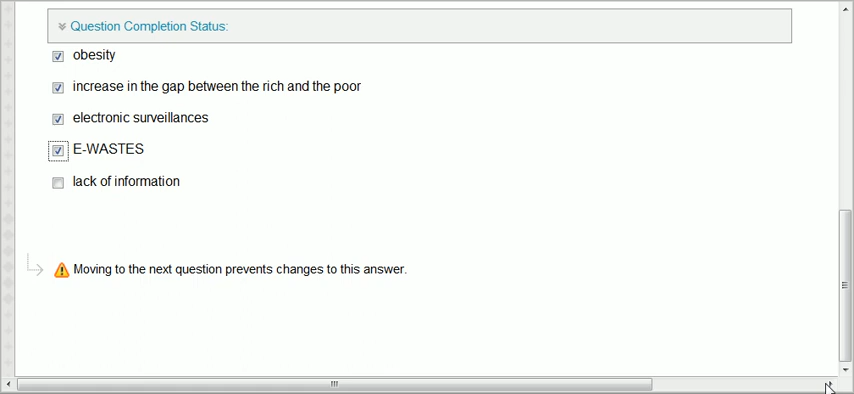 Question Completion Status:
obesity
increase in the gap between the rich and the poor
electronic surveillances
E-WASTES
lack of information
Moving to the next question prevents changes to this answer.